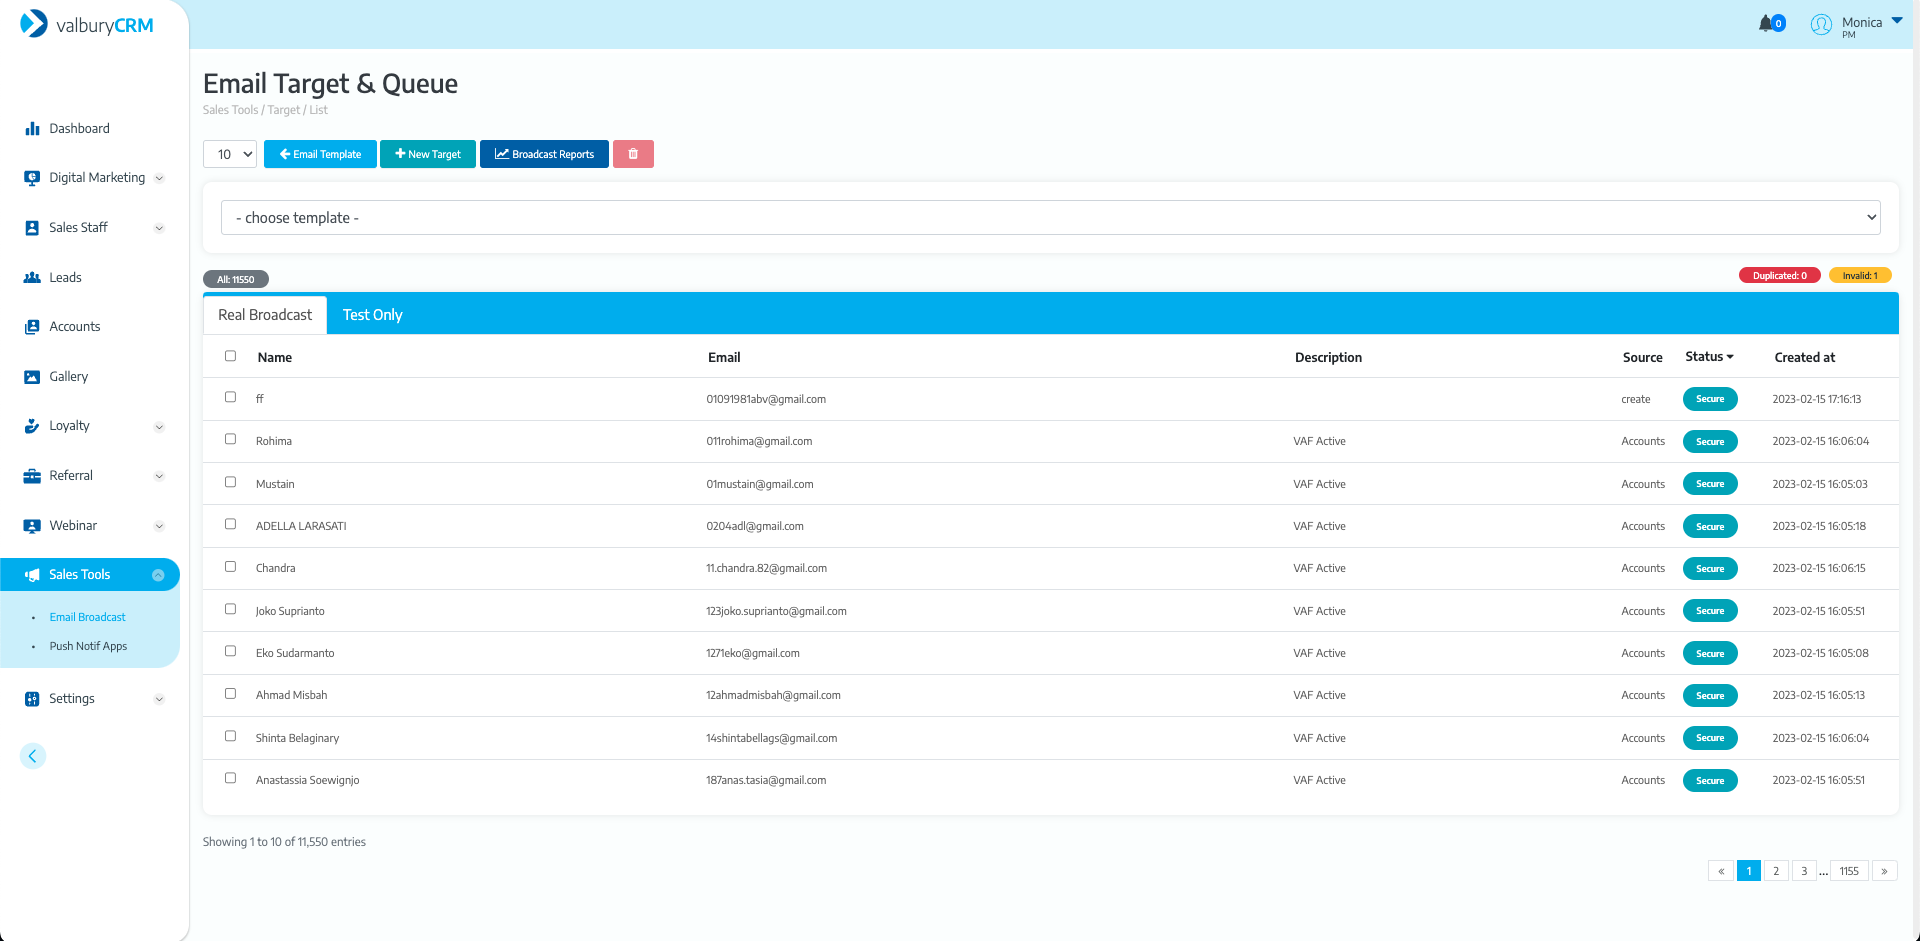 valburyCRM
0
Monica
PM
Dashboard
Digital Marketing
Sales Staff
Leads
Accounts
Gallery
Loyalty
Referral
Webinar
Sales Tools
Email Broadcast
Push Notif Apps
Settings
Email Target & Queue
Sales Tools / Target / List
10
Email Template
New Target
Broadcast Reports
- choose template -
All: 11550
Duplicated: 0
Invalid: 1
Real Broadcast
Test Only
Name Email Description Source Status Created at
ff 01091981abv@gmail.com create Secure 2023-02-15 17:16:13
Rohima 011rohima@gmail.com VAF Active Accounts Secure 2023-02-15 16:06:04
Mustain 01mustain@gmail.com VAF Active Accounts Secure 2023-02-15 16:05:03
ADELLA LARASATI 0204adl@gmail.com VAF Active Accounts Secure 2023-02-15 16:05:18
Chandra 11.chandra.82@gmail.com VAF Active Accounts Secure 2023-02-15 16:06:15
Joko Suprianto 123joko.suprianto@gmail.com VAF Active Accounts Secure 2023-02-15 16:05:51
Eko Sudarmanto 1271eko@gmail.com VAF Active Accounts Secure 2023-02-15 16:05:08
Ahmad Misbah 12ahmadmisbah@gmail.com VAF Active Accounts Secure 2023-02-15 16:05:13
Shinta Belaginary 14shintabellags@gmail.com VAF Active Accounts Secure 2023-02-15 16:06:04
Anastassia Soewignjo 187anas.tasia@gmail.com VAF Active Accounts Secure 2023-02-15 16:05:51
Showing 1 to 10 of 11,550 entries
« 1 2 3 ... 1155 »